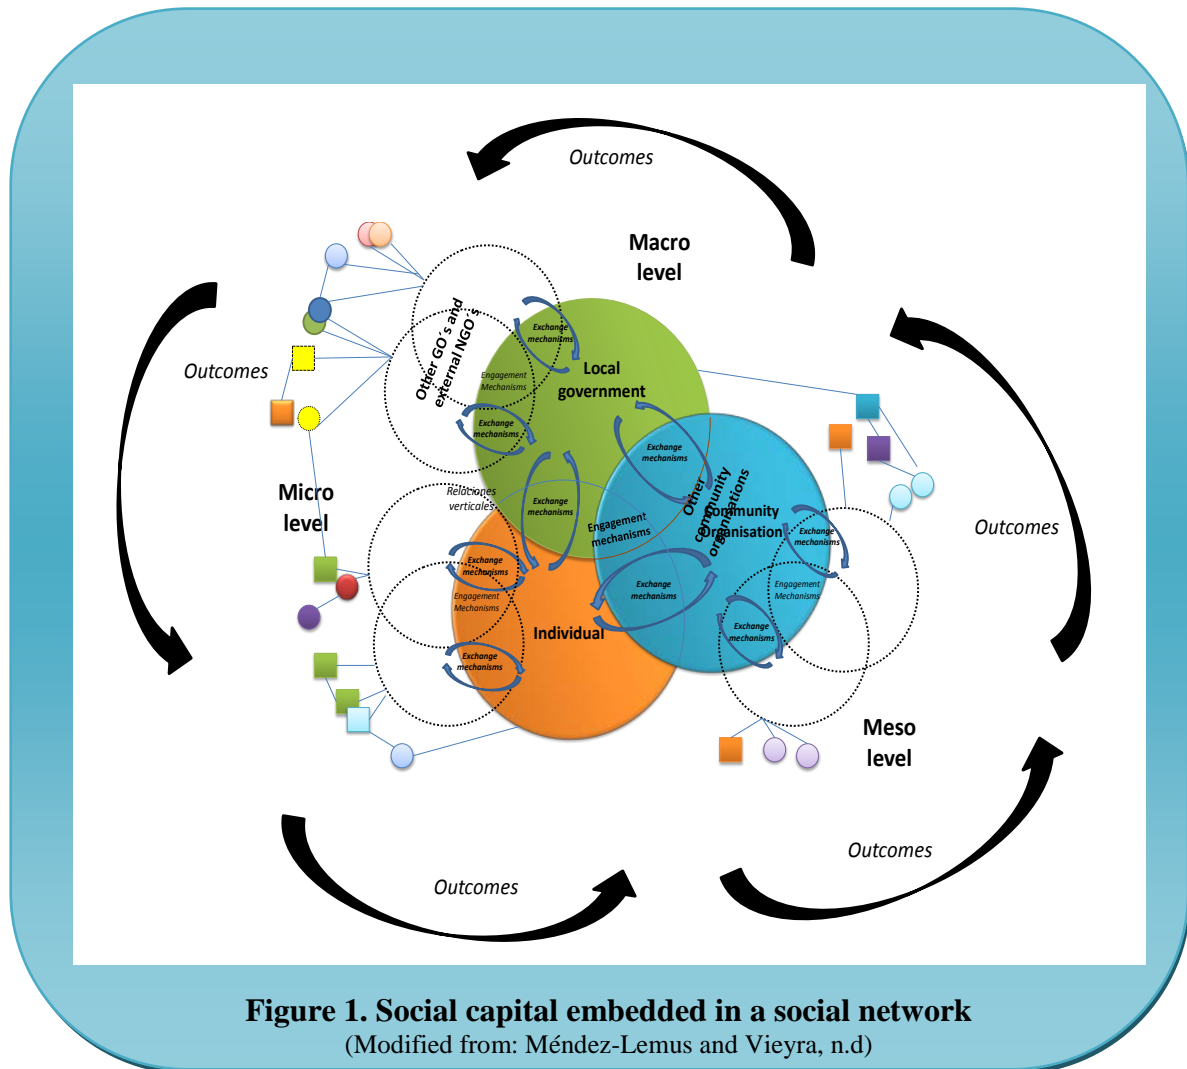 Outcomes
Macro
level
Other GO´s and
external NGO´s
Exchange
mechanisms
Engagement
Mechanisms
Local
government
Exchange
mechanisms
Outcomes
Exchange
mechanisms
Micro
level
Relaciones
verticales
Exchange
mechanisms
Engagement
mechanisms
Other
community
organisations
Community
Organisation
Exchange
mechanisms
Outcomes
Exchange
mechanisms
Engagement
Mechanisms
Exchange
mechanisms
Engagement
Mechanisms
Individual
Exchange
mechanisms
Exchange
mechanisms
Meso
level
Outcomes
Outcomes
Figure 1. Social capital embedded in a social network
(Modified from: Méndez-Lemus and Vieyra, n.d)